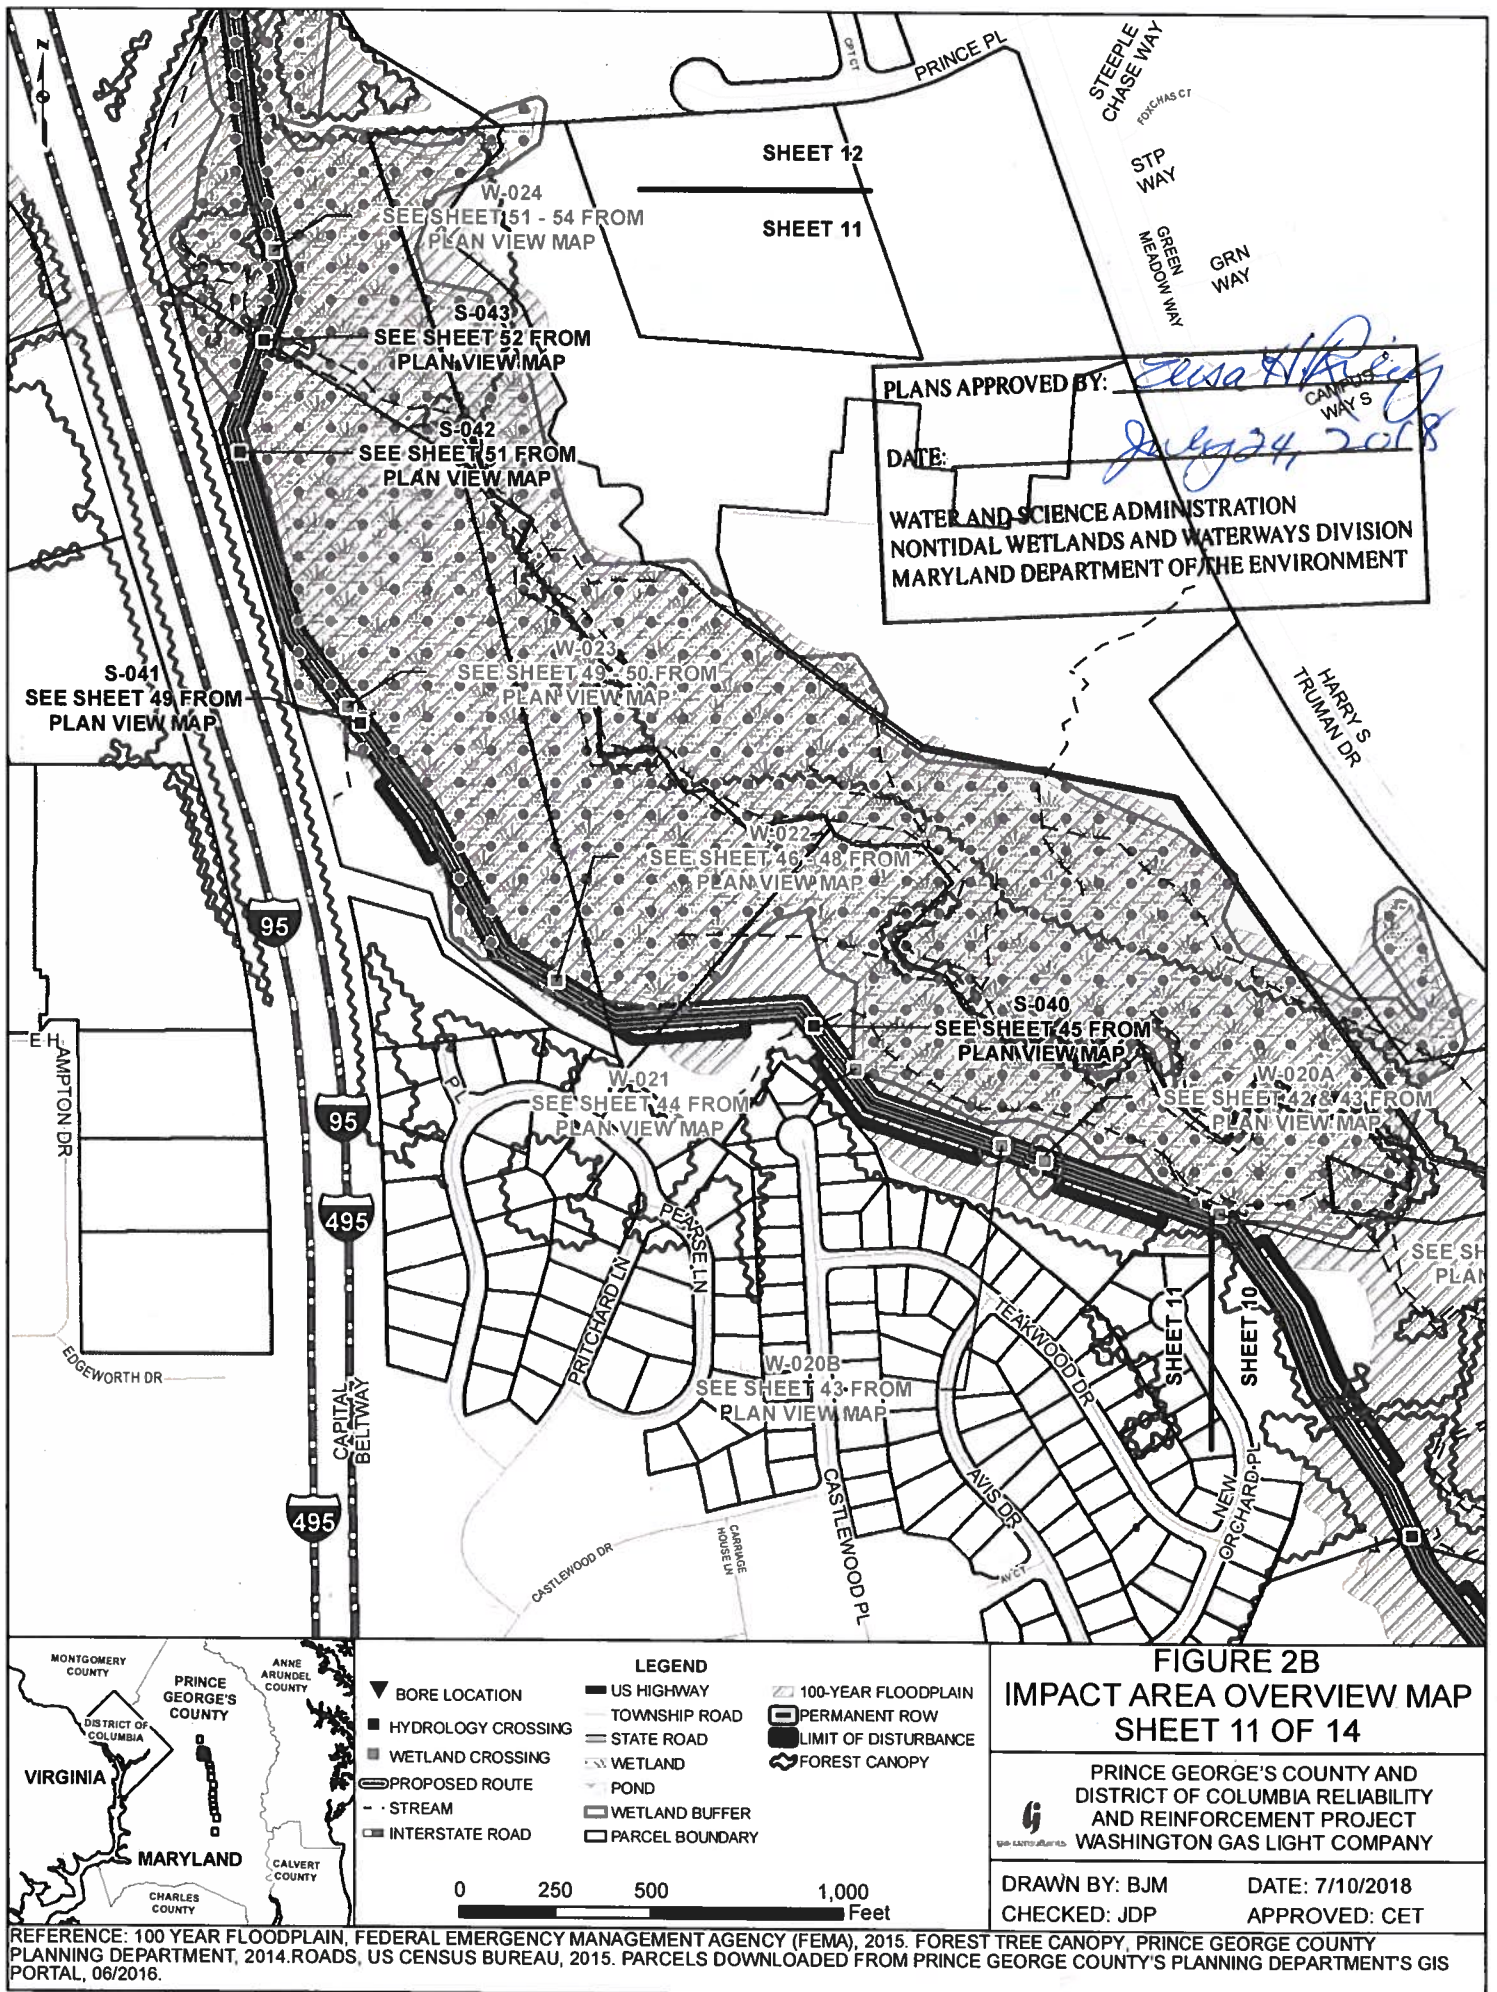 N
CPT CT
PRINCE PL
STEEPLE
CHASE WAY
FOXCHAS CT
STP
WAY
GREEN
MEADOW WAY
GRN
WAY
SHEET 12
SHEET 11
W-024
SEE SHEET 51 - 54 FROM
PLAN VIEW MAP
S-043
SEE SHEET 52 FROM
PLAN VIEW MAP
S-042
SEE SHEET 51 FROM
PLAN VIEW MAP
PLANS APPROVED BY:
CAMPUS
WAY S
DATE: July 24, 2018
WATER AND SCIENCE ADMINISTRATION
NONTIDAL WETLANDS AND WATERWAYS DIVISION
MARYLAND DEPARTMENT OF THE ENVIRONMENT
W-023
SEE SHEET 49 - 50 FROM
PLAN VIEW MAP
S-041
SEE SHEET 49 FROM
PLAN VIEW MAP
HARRY S
TRUMAN DR
W-022
SEE SHEET 46 - 48 FROM
PLAN VIEW MAP
95
S-040
SEE SHEET 45 FROM
PLAN VIEW MAP
E HAMPTON DR
PL
W-021
SEE SHEET 44 FROM
PLAN VIEW MAP
W-020A
SEE SHEET 42 & 43 FROM
PLAN VIEW MAP
95
495
PEARSE LN
PRITCHARD LN
SEE SH
PLAN
TEAKWOOD DR
SHEET 11
SHEET 10
EDGEWORTH DR
W-020B
SEE SHEET 43 FROM
PLAN VIEW MAP
CAPITAL
BELTWAY
AVIS DR
NEW
ORCHARD PL
495
CASTLEWOOD DR
CARRIAGE
HOUSE LN
CASTLEWOOD PL
AV CT
MONTGOMERY
COUNTY
PRINCE
GEORGE'S
COUNTY
ANNE
ARUNDEL
COUNTY
DISTRICT OF
COLUMBIA
VIRGINIA
MARYLAND
CALVERT
COUNTY
CHARLES
COUNTY
LEGEND
BORE LOCATION
HYDROLOGY CROSSING
WETLAND CROSSING
PROPOSED ROUTE
STREAM
INTERSTATE ROAD
US HIGHWAY
TOWNSHIP ROAD
STATE ROAD
WETLAND
POND
WETLAND BUFFER
PARCEL BOUNDARY
100-YEAR FLOODPLAIN
PERMANENT ROW
LIMIT OF DISTURBANCE
FOREST CANOPY
0 250 500 1,000
Feet
FIGURE 2B
IMPACT AREA OVERVIEW MAP
SHEET 11 OF 14
gai consultants
PRINCE GEORGE'S COUNTY AND
DISTRICT OF COLUMBIA RELIABILITY
AND REINFORCEMENT PROJECT
WASHINGTON GAS LIGHT COMPANY
DRAWN BY: BJM DATE: 7/10/2018
CHECKED: JDP APPROVED: CET
REFERENCE: 100 YEAR FLOODPLAIN, FEDERAL EMERGENCY MANAGEMENT AGENCY (FEMA), 2015. FOREST TREE CANOPY, PRINCE GEORGE COUNTY
PLANNING DEPARTMENT, 2014.ROADS, US CENSUS BUREAU, 2015. PARCELS DOWNLOADED FROM PRINCE GEORGE COUNTY'S PLANNING DEPARTMENT'S GIS
PORTAL, 06/2016.